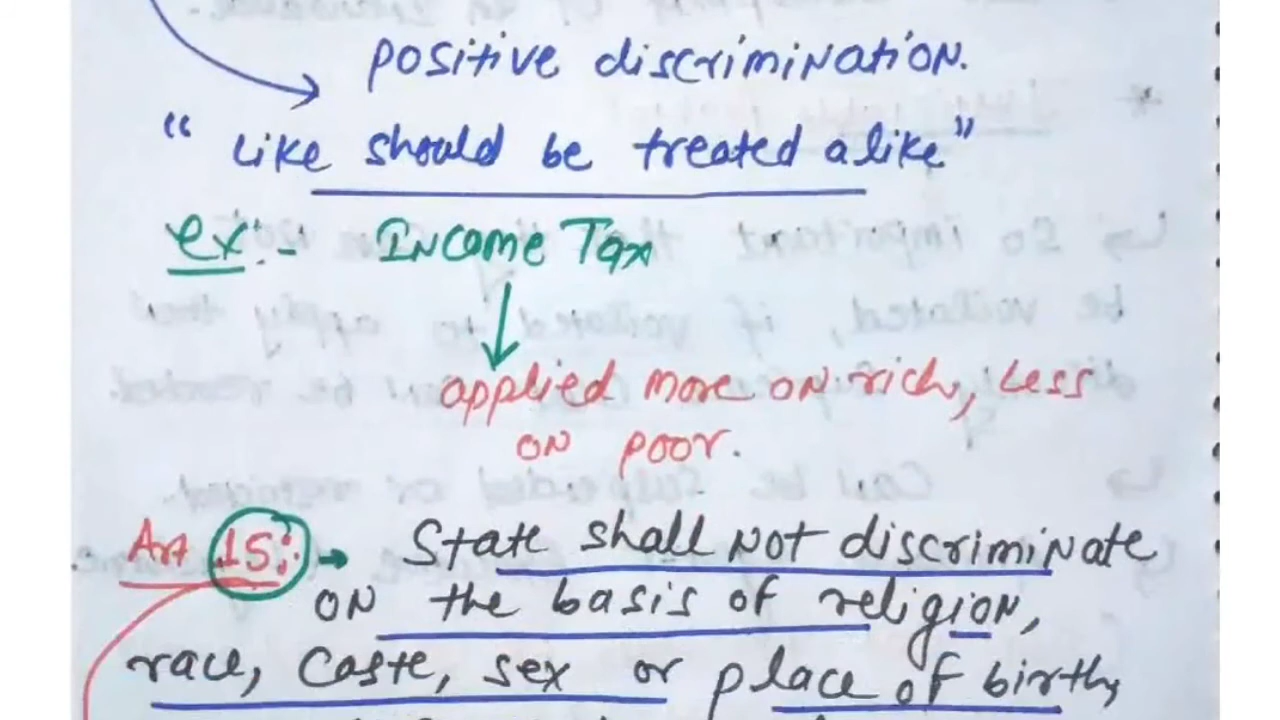 positive discrimination.
"Like should be treated alike"
ex:- Income Tax
applied more on rich, Less
on poor.
Art 15:→ State shall not discriminate
on the basis of religion,
race, Caste, sex or place of birth,